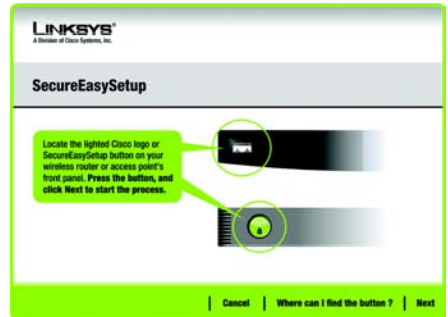 LINKSYS®
A Division of Cisco Systems, Inc.
SecureEasySetup
Locate the lighted Cisco logo or
SecureEasySetup button on your
wireless router or access point's
front panel. Press the button, and
click Next to start the process.
Cancel | Where can I find the button ? | Next